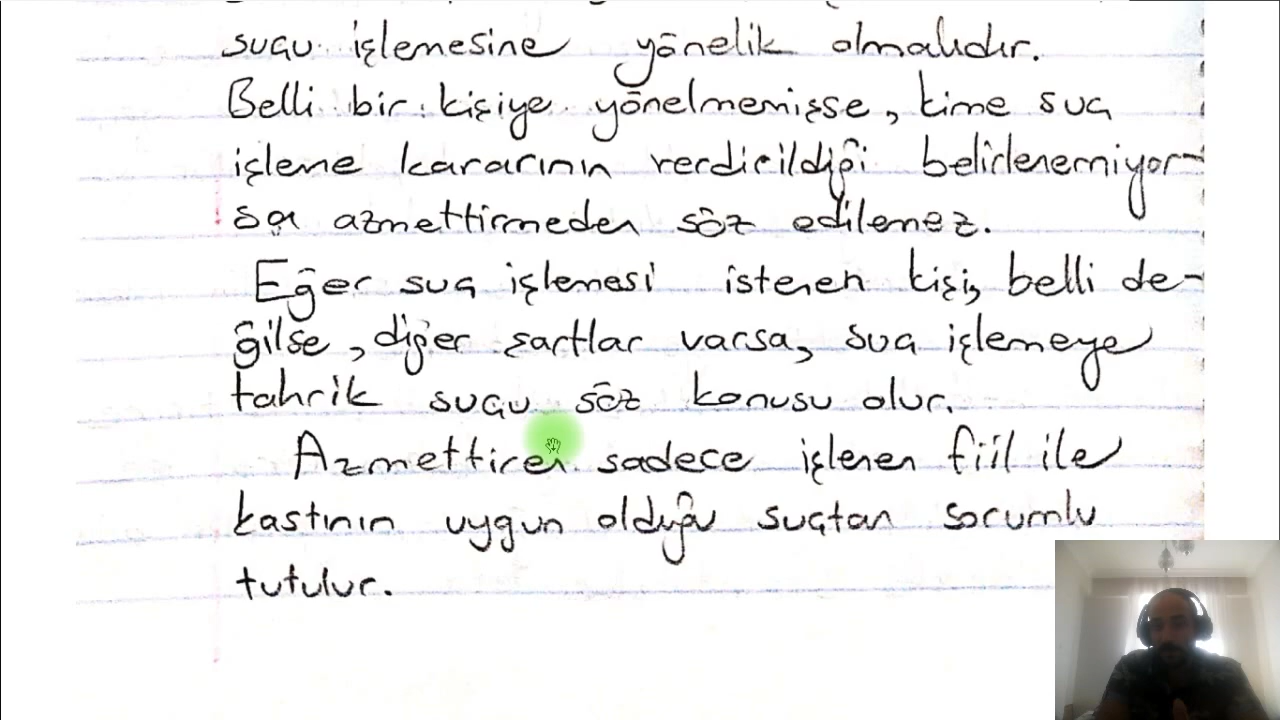 suçu işlemesine yönelik olmalıdır.
Belli bir kişiye yönelmemişse, kime suç
işleme kararının verdirildiği belirlenemiyor-
sa azmettirmeden söz edilemez.
Eğer suç işlemesi istenen kişi, belli de-
ğilse, diğer şartlar varsa, suç işlemeye
tahrik suçu söz konusu olur.
Azmettiren sadece işlenen fiil ile
kastının uygun olduğu suçtan sorumlu
tutulur.